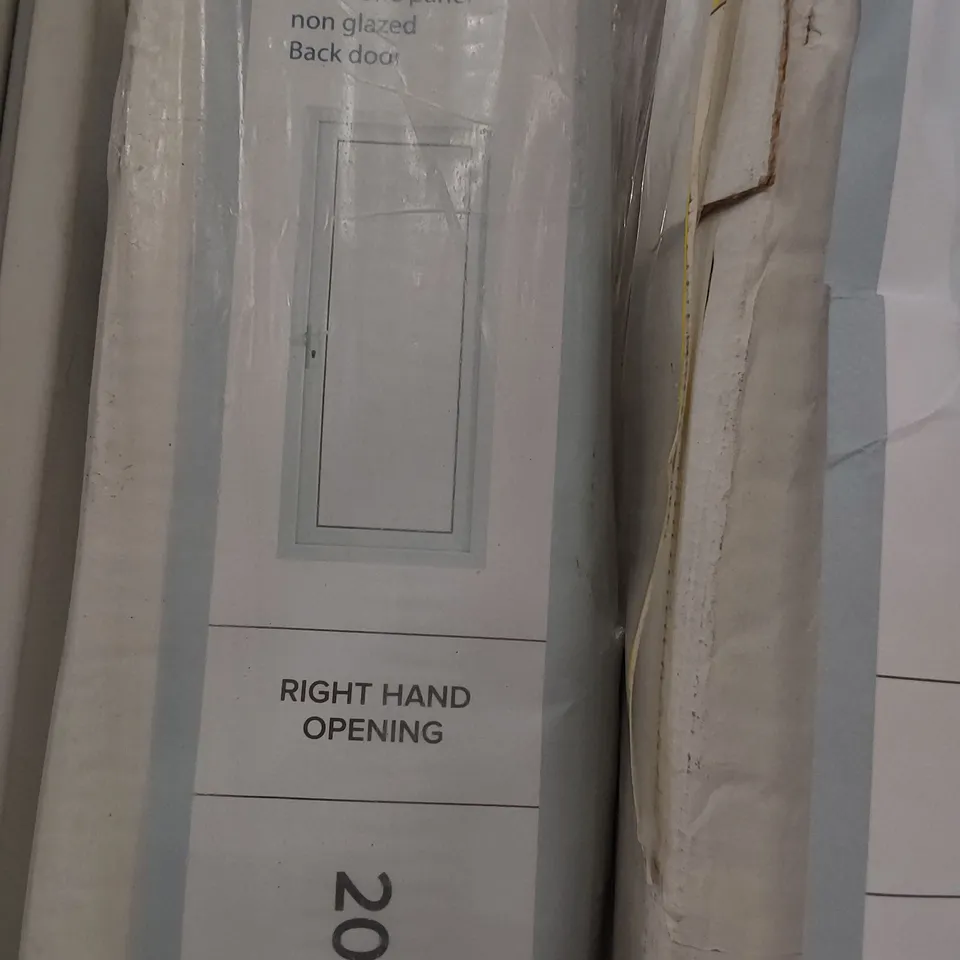 non glazed
Back door
RIGHT HAND
OPENING
20